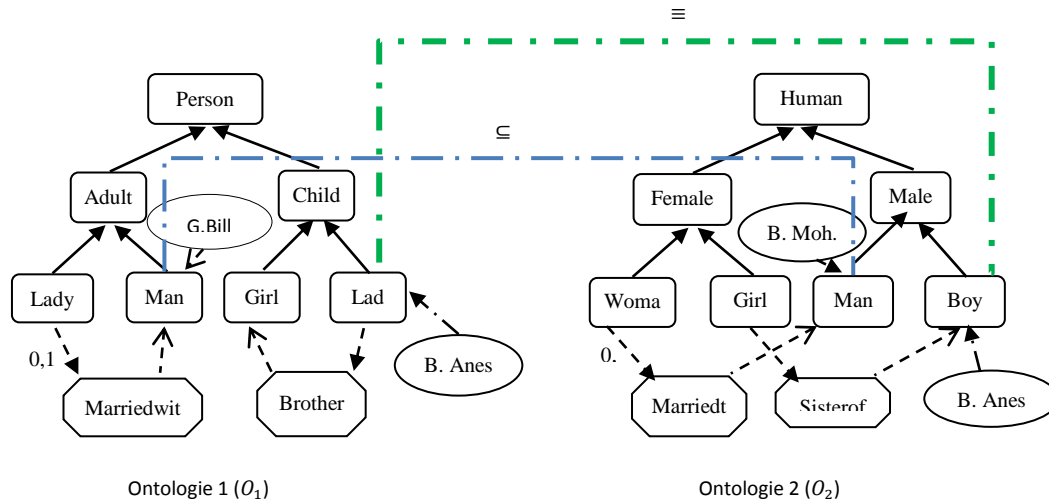 ≡
Person
Human
⊆
Adult
Child
Female
Male
G.Bill
B. Moh.
Lady
Man
Girl
Lad
Woma
Girl
Man
Boy
0,1
0.
B. Anes
B. Anes
Marriedwit
Brother
Marriedt
Sisterof
Ontologie 1 (O₁)
Ontologie 2 (O₂)